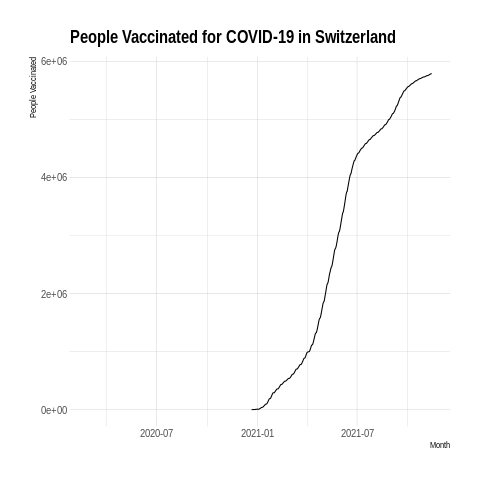 People Vaccinated for COVID-19 in Switzerland
People Vaccinated
6e+06
4e+06
2e+06
0e+00
2020-07
2021-01
2021-07
Month